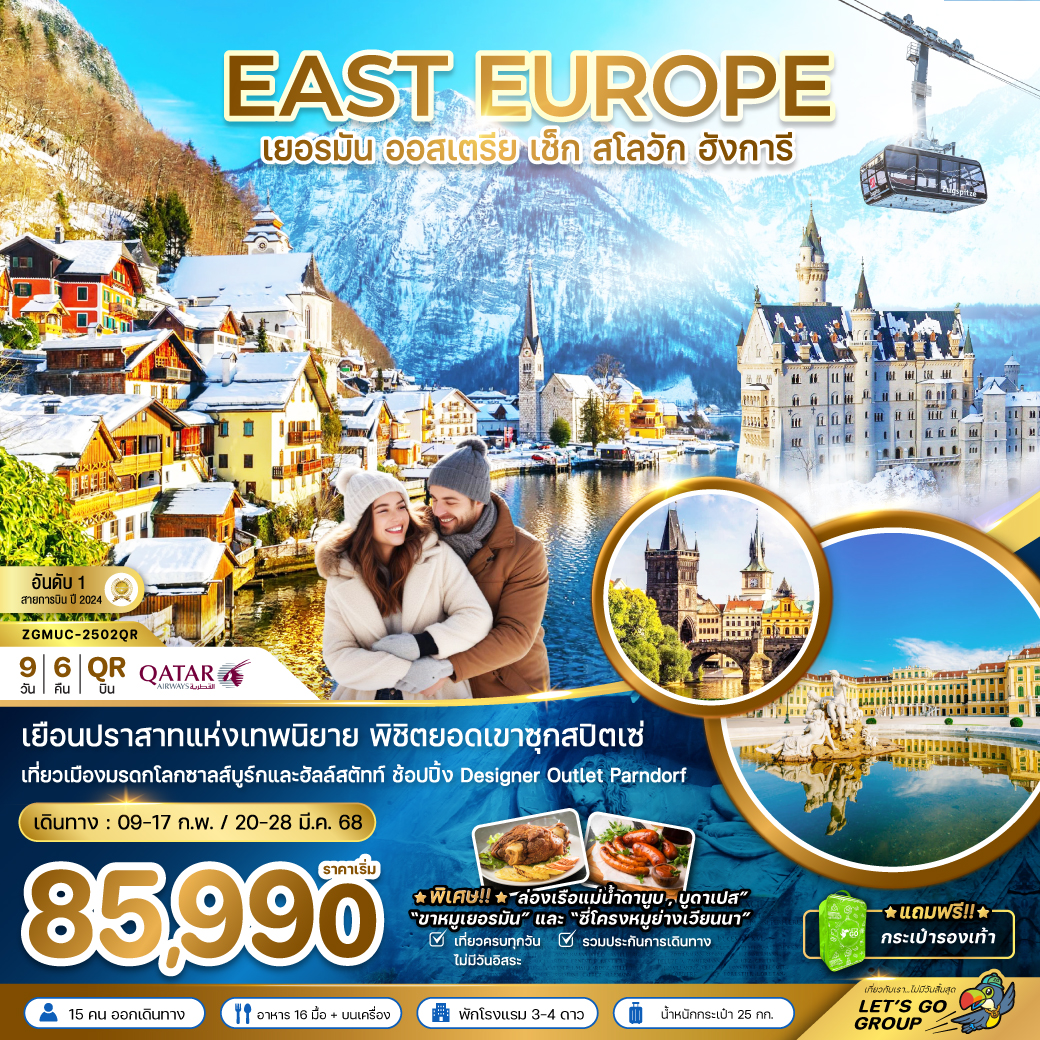 EAST EUROPE
เยอรมัน ออสเตรีย เช็ก สโลวัก ฮังการี
Zugspitze
อันดับ 1
สายการบิน ปี 2024
ZGMUC-2502QR
9 วัน | 6 คืน | QR บิน
QATAR
AIRWAYS القطرية
เยือนปราสาทแห่งเทพนิยาย พิชิตยอดเขาซุกสปิตเซ่
เที่ยวเมืองมรดกโลกซาลส์บูร์กและฮัลล์สตัทท์ ช้อปปิ้ง Designer Outlet Parndorf
เดินทาง : 09-17 ก.พ. / 20-28 มี.ค. 68
ราคาเริ่ม
85,990
พิเศษ!! "ล่องเรือแม่น้ำดานูบ , บูดาเปส"
"ขาหมูเยอรมัน" และ "ซี่โครงหมูย่างเวียนนา"
เที่ยวครบทุกวัน
ไม่มีวันอิสระ
รวมประกันการเดินทาง
แถมฟรี!!
กระเป๋ารองเท้า
15 คน ออกเดินทาง
อาหาร 16 มื้อ + บนเครื่อง
พักโรงแรม 3-4 ดาว
น้ำหนักกระเป๋า 25 กก.
เที่ยวกับเรา...ไม่มีวันสิ้นสุด
LET'S GO
GROUP